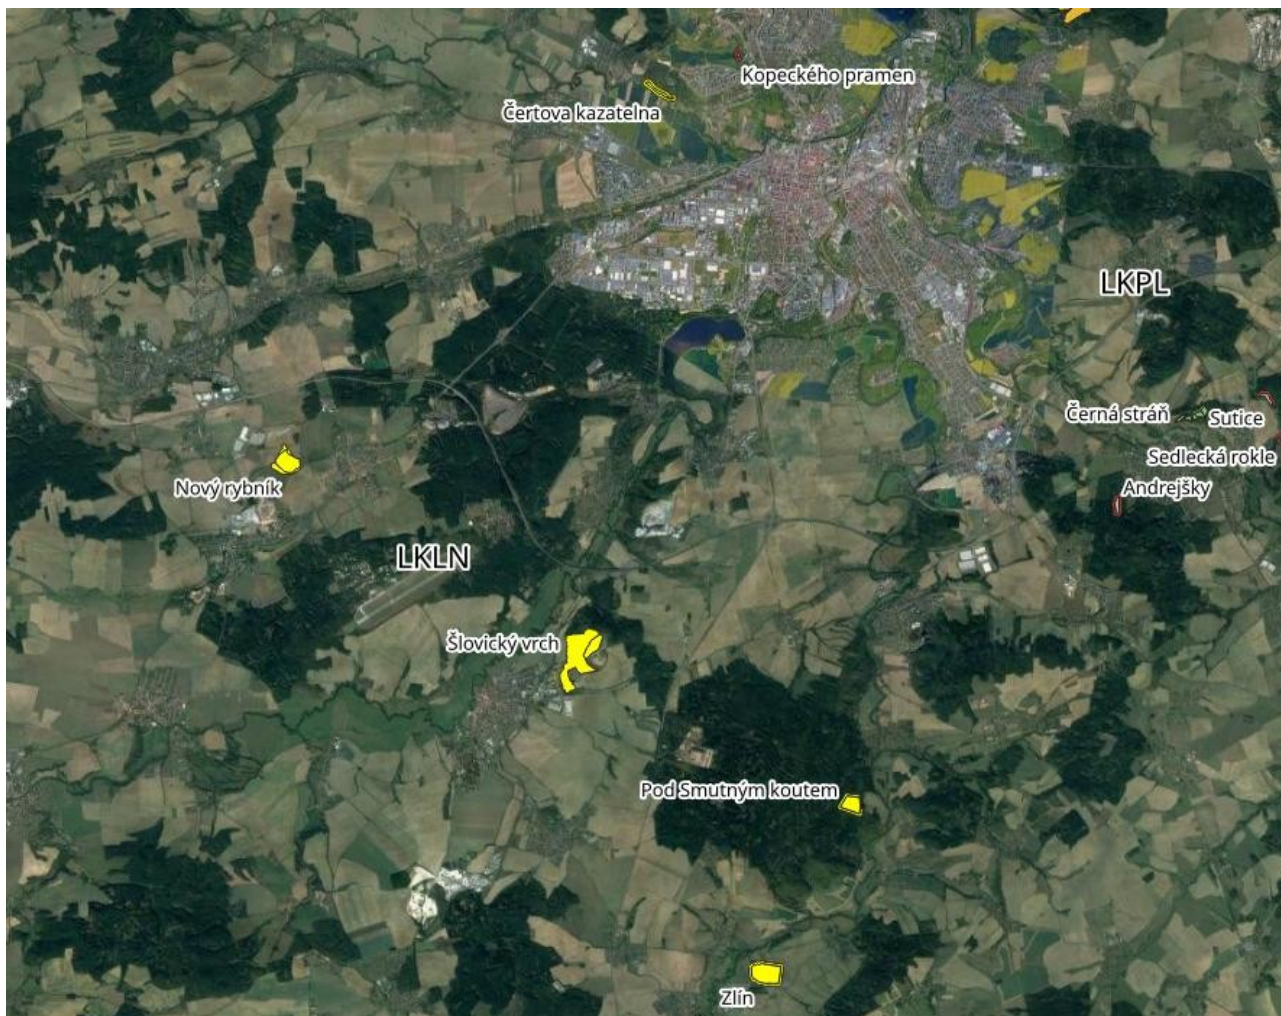 Kopeckého pramen
Čertova kazatelna
LKPL
Černá stráň
Sutice
Sedlecká rokle
Andrejšky
Nový rybník
LKLN
Šlovický vrch
Pod Smutným koutem
Zlín